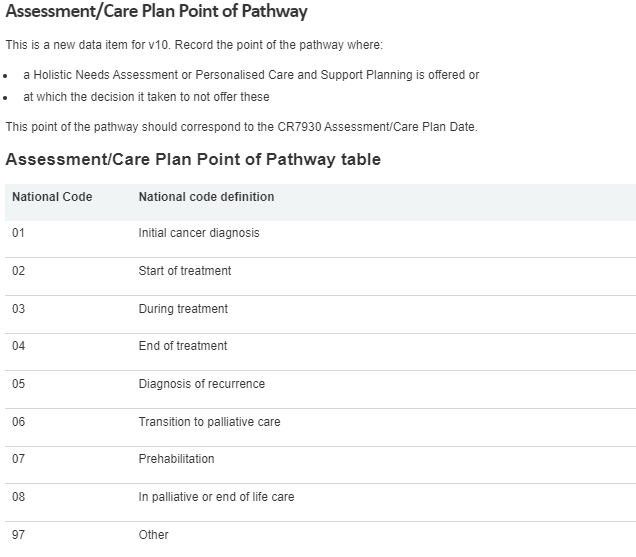 Assessment/Care Plan Point of Pathway
This is a new data item for v10. Record the point of the pathway where:
• a Holistic Needs Assessment or Personalised Care and Support Planning is offered or
• at which the decision it taken to not offer these
This point of the pathway should correspond to the CR7930 Assessment/Care Plan Date.
Assessment/Care Plan Point of Pathway table
National Code National code definition
01 Initial cancer diagnosis
02 Start of treatment
03 During treatment
04 End of treatment
05 Diagnosis of recurrence
06 Transition to palliative care
07 Prehabilitation
08 In palliative or end of life care
97 Other